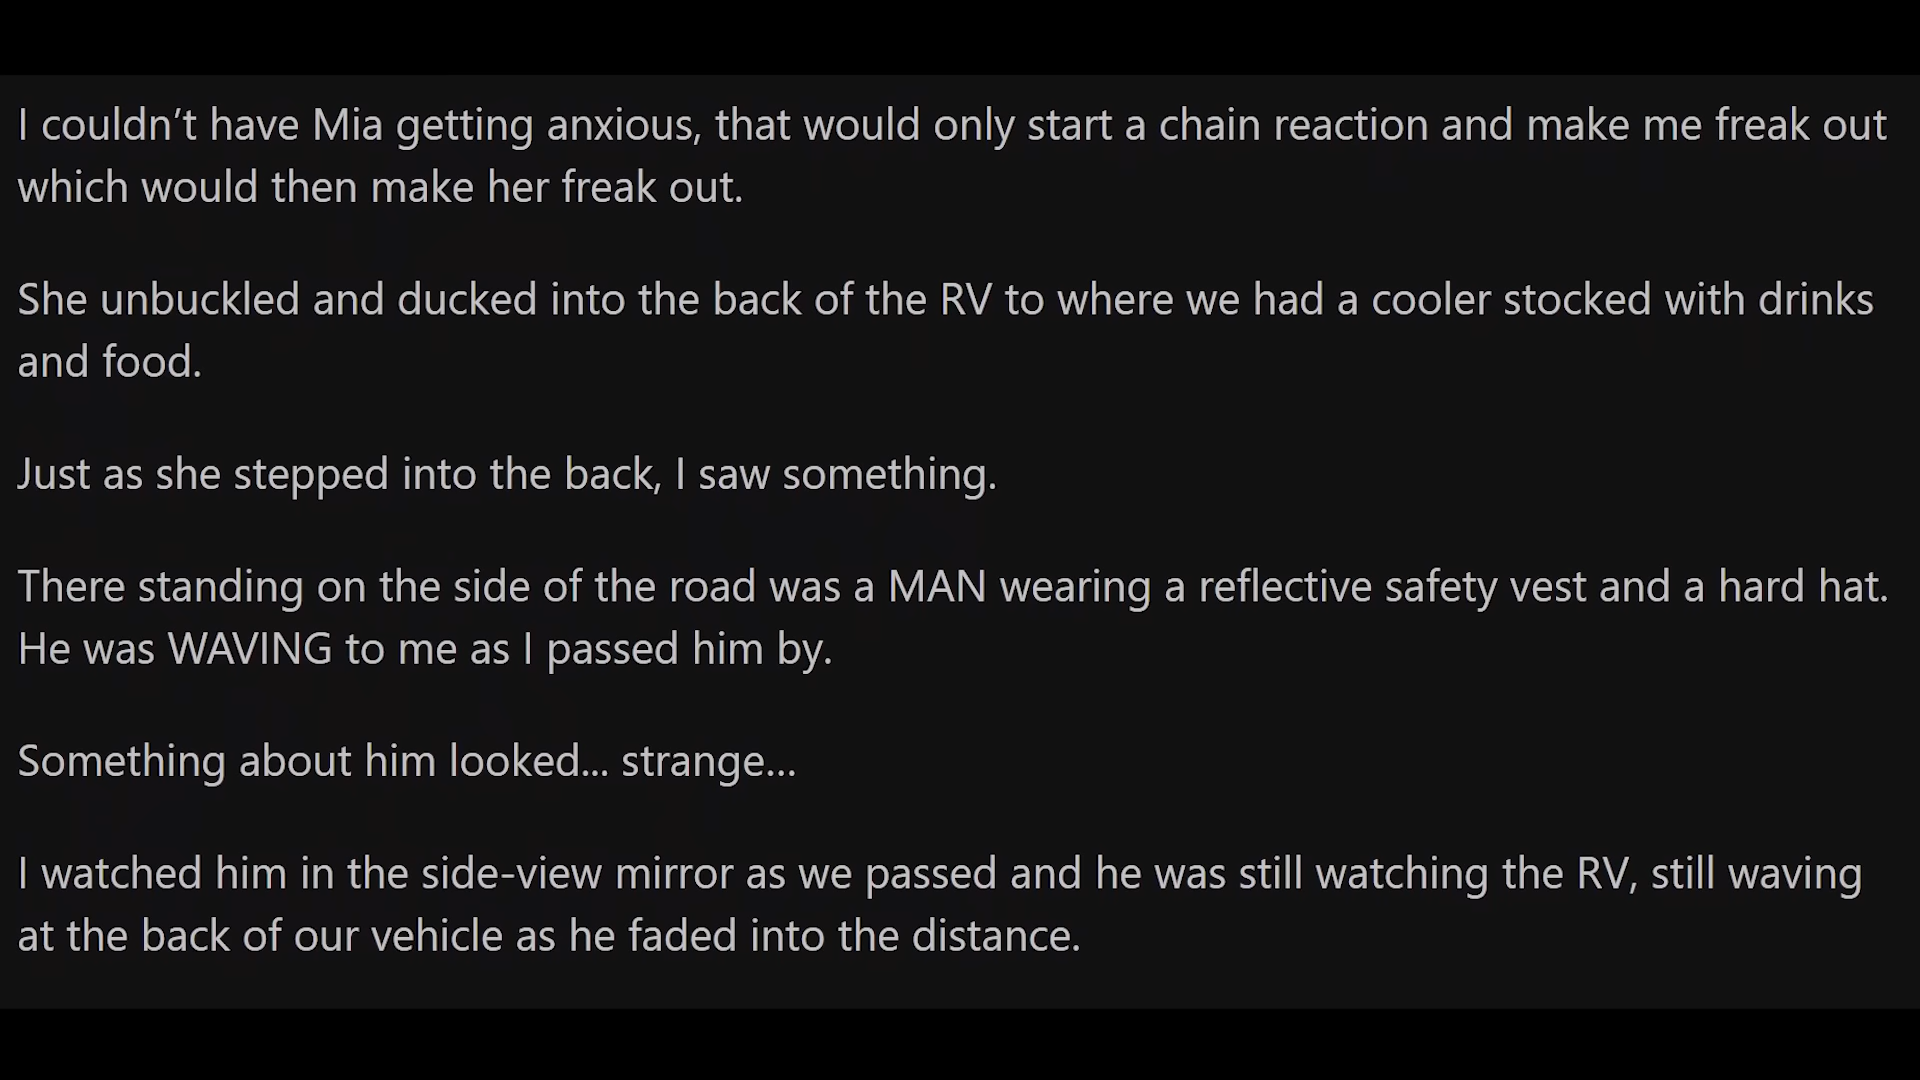 I couldn’t have Mia getting anxious, that would only start a chain reaction and make me freak out
which would then make her freak out.
She unbuckled and ducked into the back of the RV to where we had a cooler stocked with drinks
and food.
Just as she stepped into the back, I saw something.
There standing on the side of the road was a MAN wearing a reflective safety vest and a hard hat.
He was WAVING to me as I passed him by.
Something about him looked... strange...
I watched him in the side-view mirror as we passed and he was still watching the RV, still waving
at the back of our vehicle as he faded into the distance.